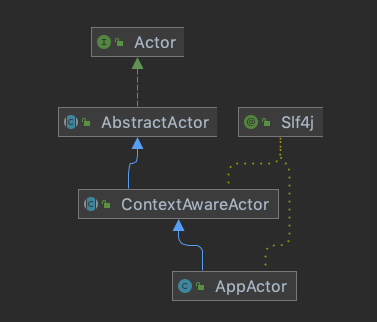 I Actor
C AbstractActor
@ Slf4j
C ContextAwareActor
C AppActor